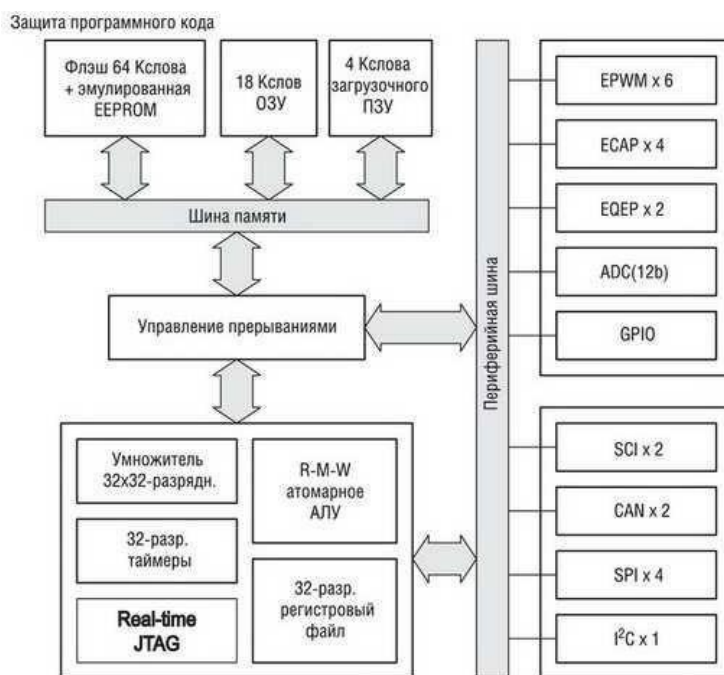 Защита программного кода
Флэш 64 Кслова
+ эмулированная
EEPROM
18 Кслов
ОЗУ
4 Кслова
загрузочного
ПЗУ
Шина памяти
Управление прерываниями
Умножитель
32x32-разрядн.
R-M-W
атомарное
АЛУ
32-разр.
таймеры
32-разр.
регистровый
файл
Real-time
JTAG
Периферийная шина
EPWM x 6
ECAP x 4
EQEP x 2
ADC(12b)
GPIO
SCI x 2
CAN x 2
SPI x 4
I²C x 1